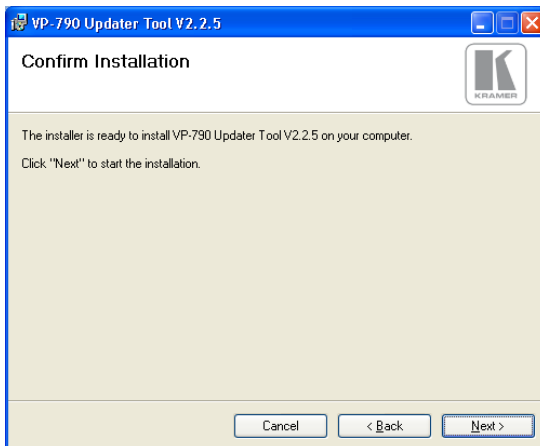 VP-790 Updater Tool V2.2.5
Confirm Installation
KRAMER
The installer is ready to install VP-790 Updater Tool V2.2.5 on your computer.
Click "Next" to start the installation.
Cancel
< Back
Next >